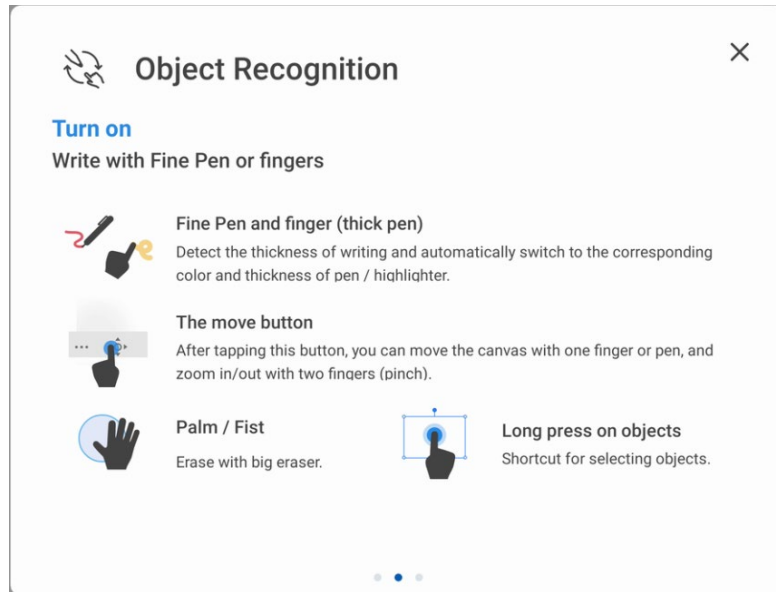 Object Recognition
Turn on
Write with Fine Pen or fingers
Fine Pen and finger (thick pen)
Detect the thickness of writing and automatically switch to the corresponding
color and thickness of pen / highlighter.
The move button
After tapping this button, you can move the canvas with one finger or pen, and
zoom in/out with two fingers (pinch).
Palm / Fist
Erase with big eraser.
Long press on objects
Shortcut for selecting objects.